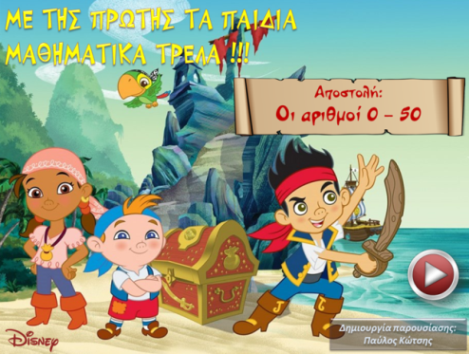 ΜΕ ΤΗΣ ΠΡΩΤΗΣ ΤΑ ΠΑΙΔΙΑ
ΜΑΘΗΜΑΤΙΚΑ ΤΡΕΛΑ !!!
Αποστολή:
Οι αριθμοί 0 – 50
Disney
Δημιουργία παρουσίασης:
Παύλος Κώτσης